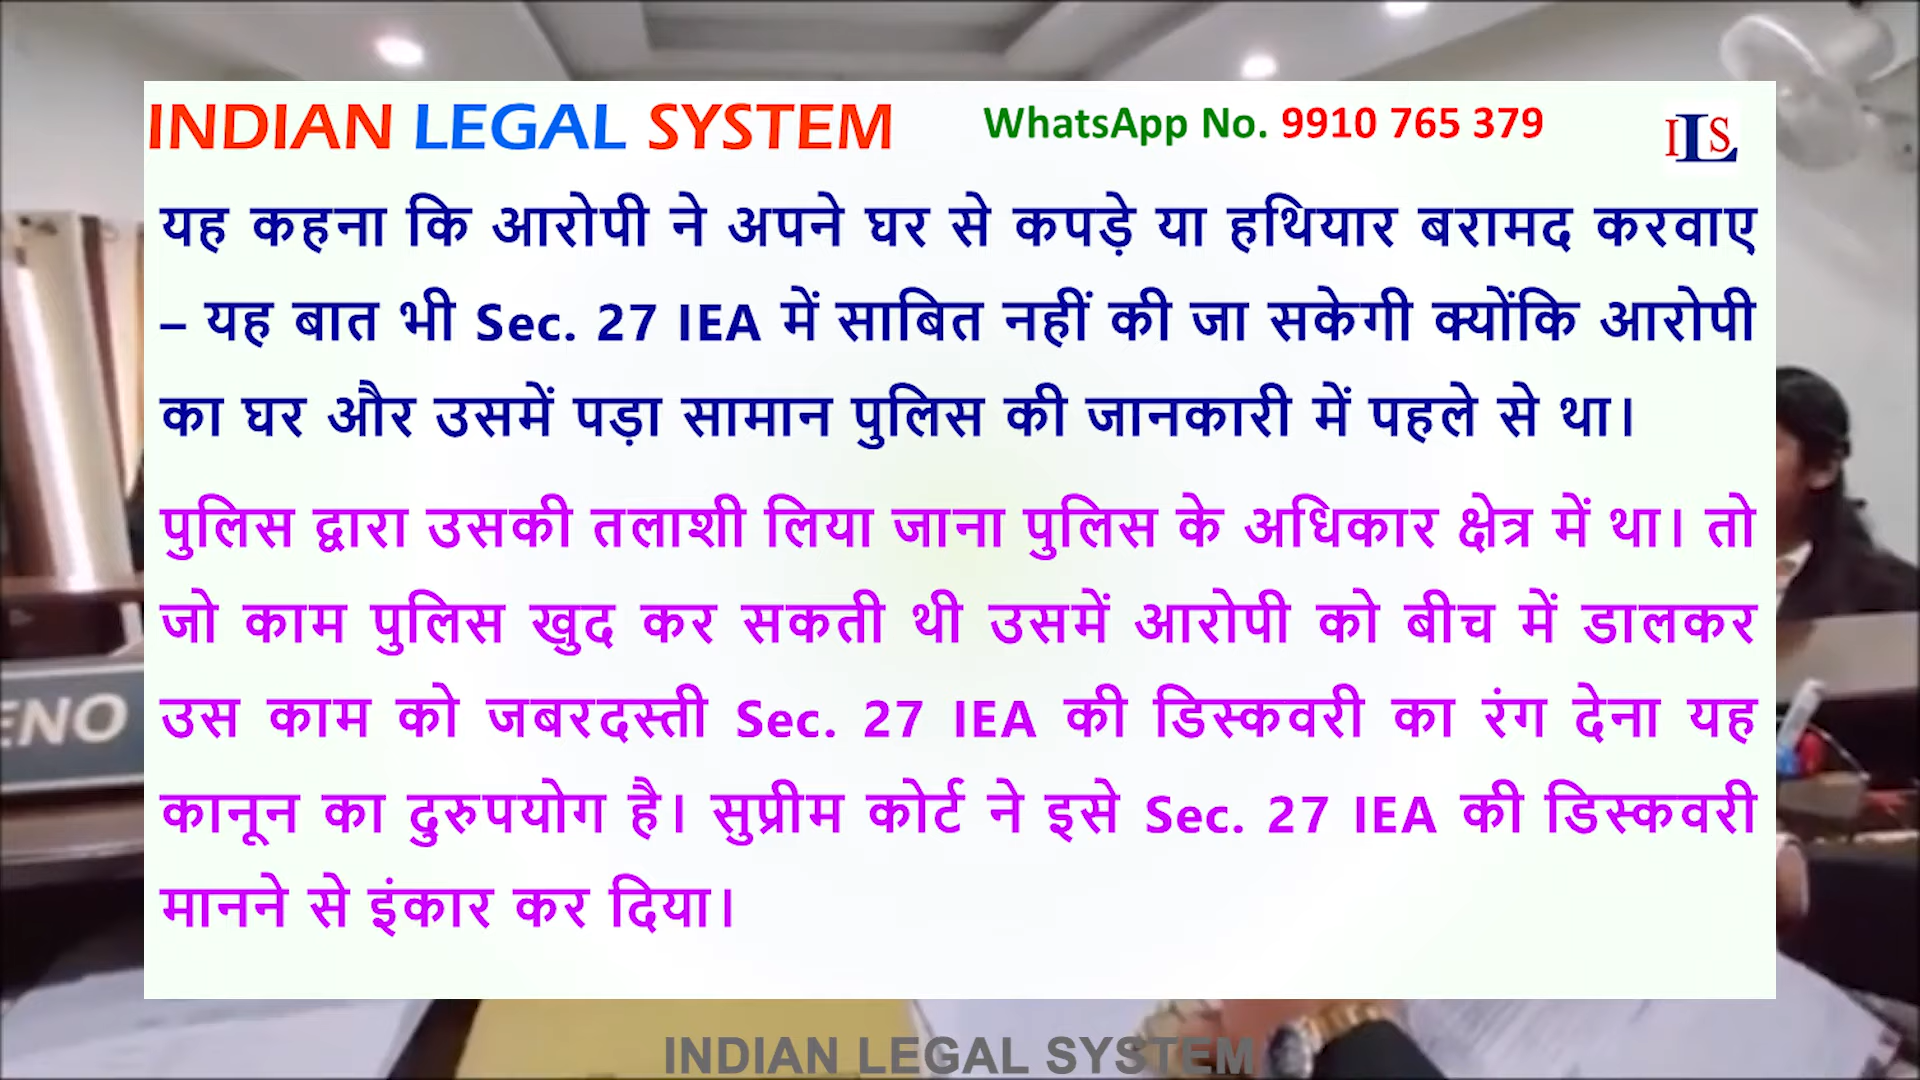 INDIAN LEGAL SYSTEM WhatsApp No. 9910 765 379 ILS
यह कहना कि आरोपी ने अपने घर से कपड़े या हथियार बरामद करवाए
– यह बात भी Sec. 27 IEA में साबित नहीं की जा सकेगी क्योंकि आरोपी
का घर और उसमें पड़ा सामान पुलिस की जानकारी में पहले से था।
पुलिस द्वारा उसकी तलाशी लिया जाना पुलिस के अधिकार क्षेत्र में था। तो
जो काम पुलिस खुद कर सकती थी उसमें आरोपी को बीच में डालकर
उस काम को जबरदस्ती Sec. 27 IEA की डिस्कवरी का रंग देना यह
कानून का दुरुपयोग है। सुप्रीम कोर्ट ने इसे Sec. 27 IEA की डिस्कवरी
मानने से इंकार कर दिया।
ENO
INDIAN LEGAL SYSTEM